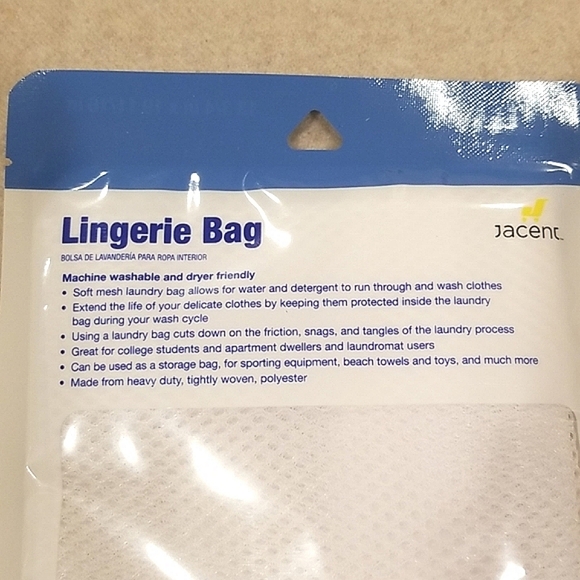 Lingerie Bag
BOLSA DE LAVANDERÍA PARA ROPA INTERIOR
Jacent
Machine washable and dryer friendly
• Soft mesh laundry bag allows for water and detergent to run through and wash clothes
• Extend the life of your delicate clothes by keeping them protected inside the laundry
bag during your wash cycle
• Using a laundry bag cuts down on the friction, snags, and tangles of the laundry process
• Great for college students and apartment dwellers and laundromat users
• Can be used as a storage bag, for sporting equipment, beach towels and toys, and much more
• Made from heavy duty, tightly woven, polyester